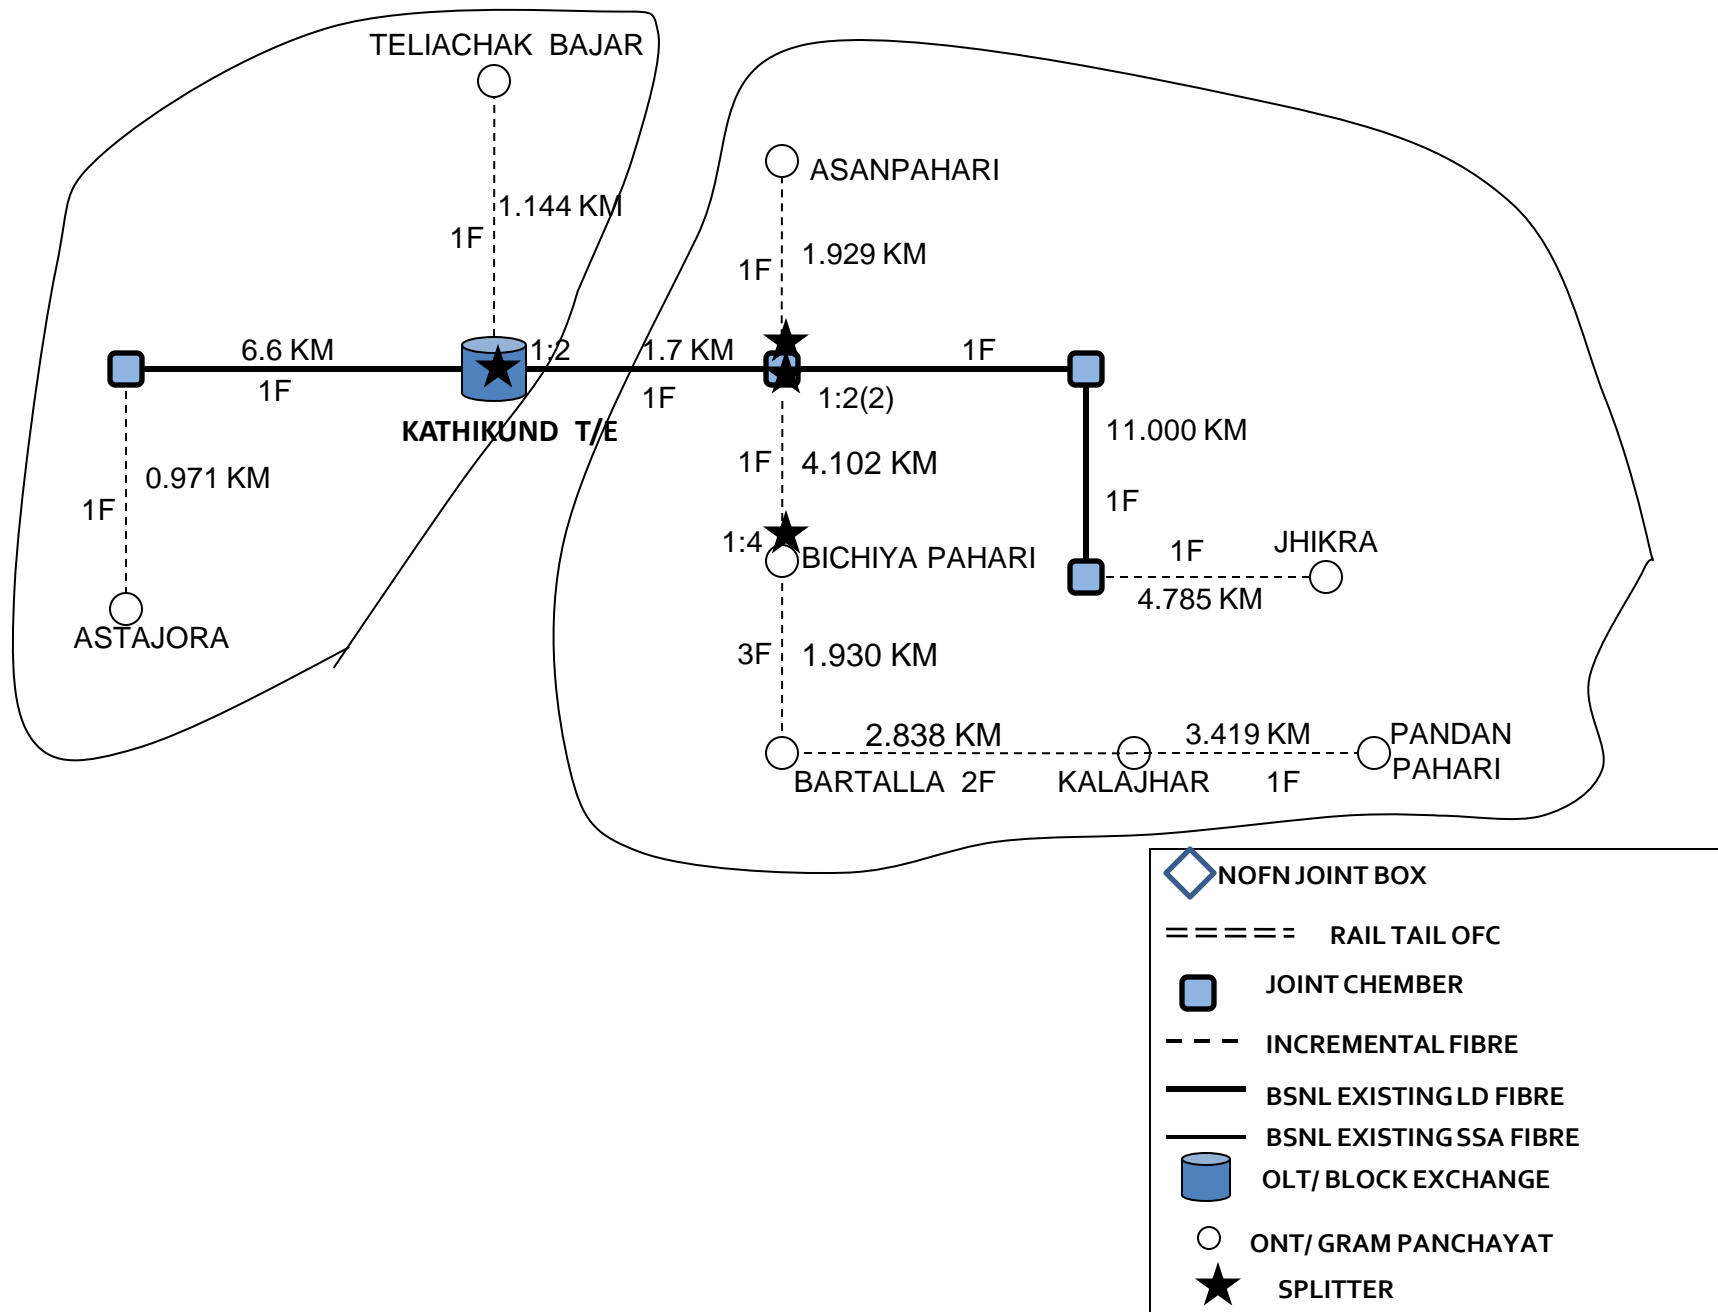 TELIACHAK BAJAR
ASANPAHARI
1.144 KM
1F
1.929 KM
1F
6.6 KM
1:2
1.7 KM
1F
1F
1F
1:2(2)
KATHIKUND T/E
11.000 KM
1F
4.102 KM
0.971 KM
1F
1F
1:4
BICHIYA PAHARI
1F
JHIKRA
4.785 KM
ASTAJORA
3F
1.930 KM
2.838 KM
3.419 KM
PANDAN
PAHARI
BARTALLA 2F
KALAJHAR
1F
NOFN JOINT BOX
RAIL TAIL OFC
JOINT CHEMBER
INCREMENTAL FIBRE
BSNL EXISTING LD FIBRE
BSNL EXISTING SSA FIBRE
OLT/ BLOCK EXCHANGE
ONT/ GRAM PANCHAYAT
SPLITTER